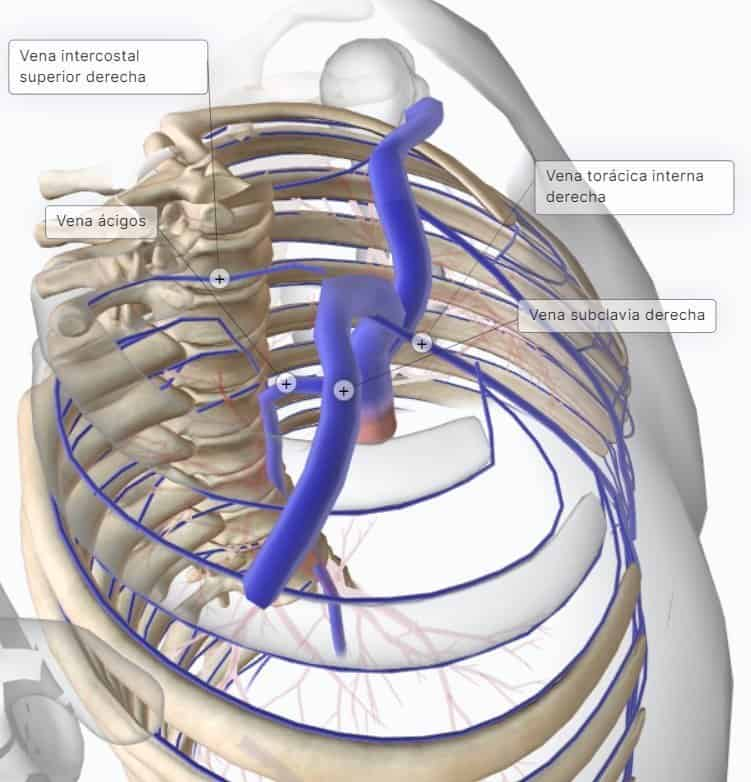 Vena intercostal
superior derecha
Vena torácica interna
derecha
Vena ácigos
Vena subclavia derecha